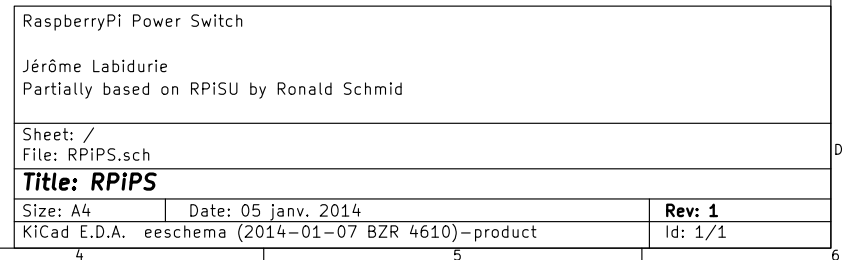 RaspberryPi Power Switch
Jérôme Labidurie
Partially based on RPiSU by Ronald Schmid
Sheet: /
File: RPiPS.sch
D
Title: RPiPS
Size: A4 Date: 05 janv. 2014 Rev: 1
KiCad E.D.A. eeschema (2014-01-07 BZR 4610)-product Id: 1/1
4 5 6